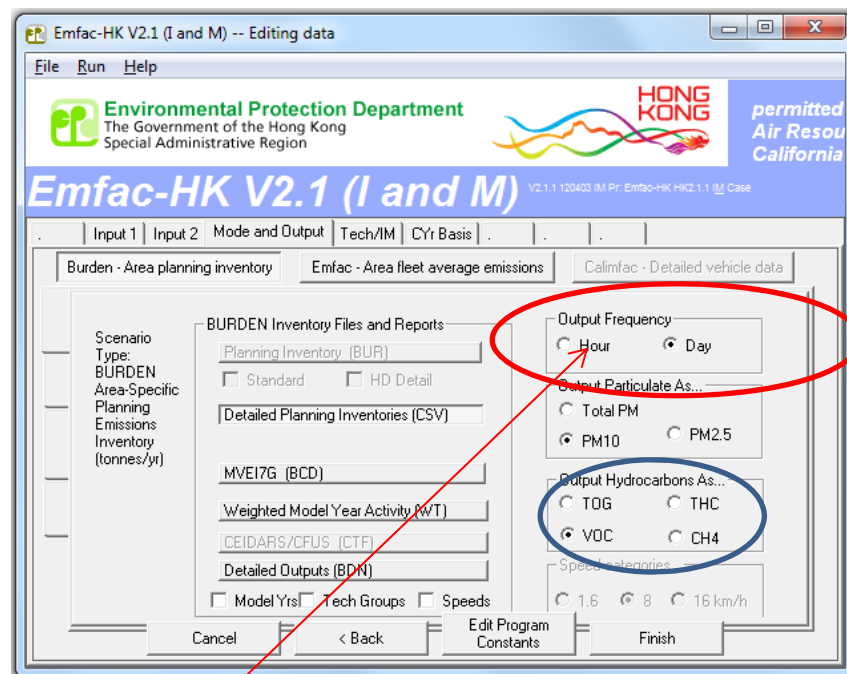 Emfac-HK V2.1 (I and M) -- Editing data
File Run Help
Environmental Protection Department
The Government of the Hong Kong
Special Administrative Region
HONG
KONG
permitted
Air Resou
California
Emfac-HK V2.1 (I and M)
V2.1.1 120403 IM Pr: Emfac-HK HK2.1.1 IM Case
. Input 1 Input 2 Mode and Output Tech/IM CYr Basis . . .
Burden - Area planning inventory Emfac - Area fleet average emissions Calimfac - Detailed vehicle data
Scenario
Type:
BURDEN
Area-Specific
Planning
Emissions
Inventory
(tonnes/yr)
BURDEN Inventory Files and Reports
Planning Inventory (BUR)
Standard HD Detail
Detailed Planning Inventories (CSV)
MVEI7G (BCD)
Weighted Model Year Activity (WT)
CEIDARS/CFUS (CTF)
Detailed Outputs (BDN)
Model Yrs Tech Groups Speeds
Output Frequency
Hour Day
Output Particulate As...
Total PM
PM10 PM2.5
Output Hydrocarbons As...
TOG THC
VOC CH4
Speed categories
1.6 8 16 km/h
Cancel < Back Edit Program Constants Finish